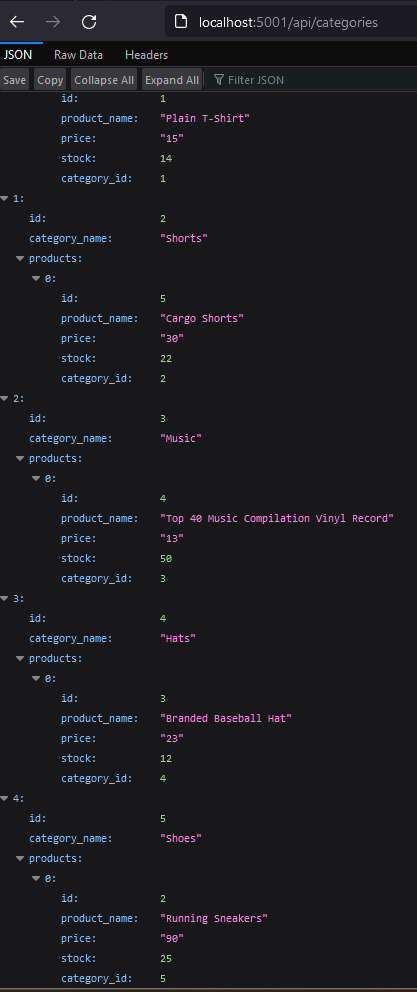 localhost:5001/api/categories
JSON Raw Data Headers
Save Copy Collapse All Expand All Filter JSON
id: 1
product_name: "Plain T-Shirt"
price: "15"
stock: 14
category_id: 1
1:
id: 2
category_name: "Shorts"
products:
0:
id: 5
product_name: "Cargo Shorts"
price: "30"
stock: 22
category_id: 2
2:
id: 3
category_name: "Music"
products:
0:
id: 4
product_name: "Top 40 Music Compilation Vinyl Record"
price: "13"
stock: 50
category_id: 3
3:
id: 4
category_name: "Hats"
products:
0:
id: 3
product_name: "Branded Baseball Hat"
price: "23"
stock: 12
category_id: 4
4:
id: 5
category_name: "Shoes"
products:
0:
id: 2
product_name: "Running Sneakers"
price: "90"
stock: 25
category_id: 5